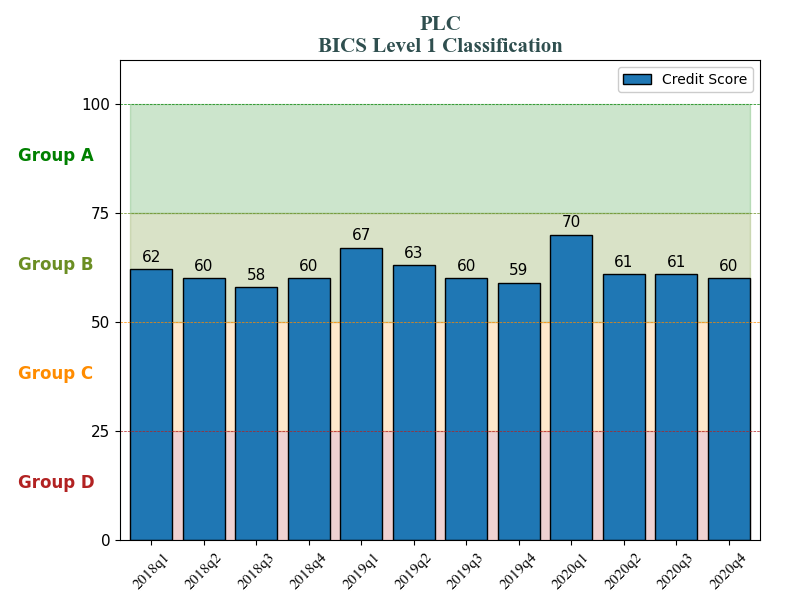 PLC
BICS Level 1 Classification
Credit Score
100
Group A
75
70
67
63
62
61
61
60
60
60
60
59
58
Group B
50
Group C
25
Group D
0
2018q1
2018q2
2018q3
2018q4
2019q1
2019q2
2019q3
2019q4
2020q1
2020q2
2020q3
2020q4